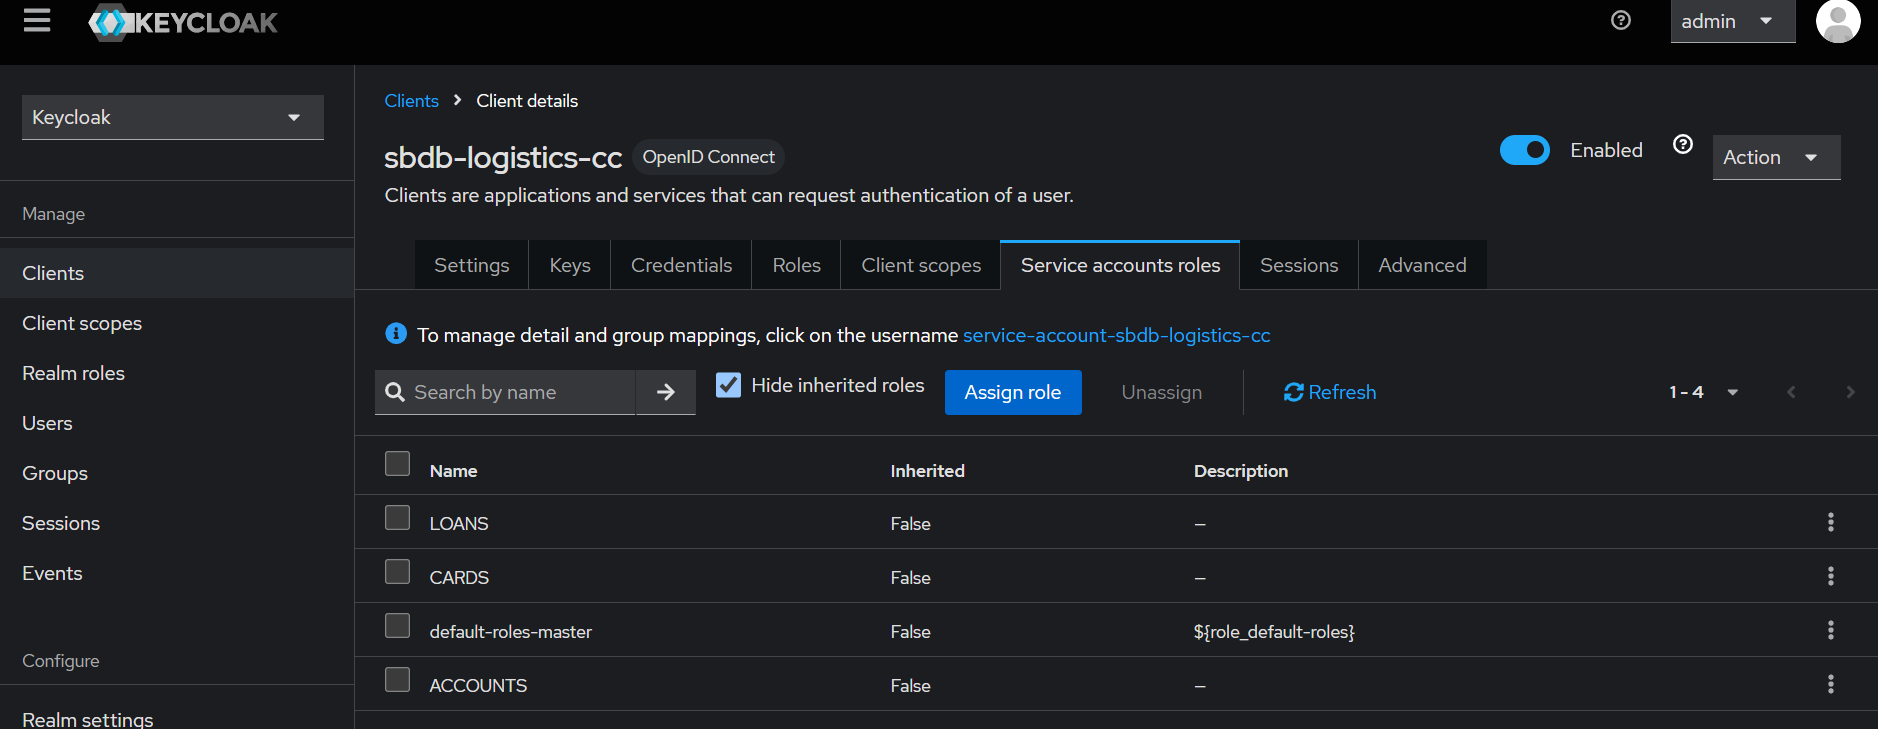 KEYCLOAK
admin
Keycloak
Manage
Clients
Client scopes
Realm roles
Users
Groups
Sessions
Events
Configure
Realm settings
Clients > Client details
sbdb-logistics-cc OpenID Connect
Enabled
Action
Clients are applications and services that can request authentication of a user.
Settings Keys Credentials Roles Client scopes Service accounts roles Sessions Advanced
To manage detail and group mappings, click on the username service-account-sbdb-logistics-cc
Search by name Hide inherited roles Assign role Unassign Refresh 1 - 4
Name Inherited Description
LOANS False –
CARDS False –
default-roles-master False ${role_default-roles}
ACCOUNTS False –